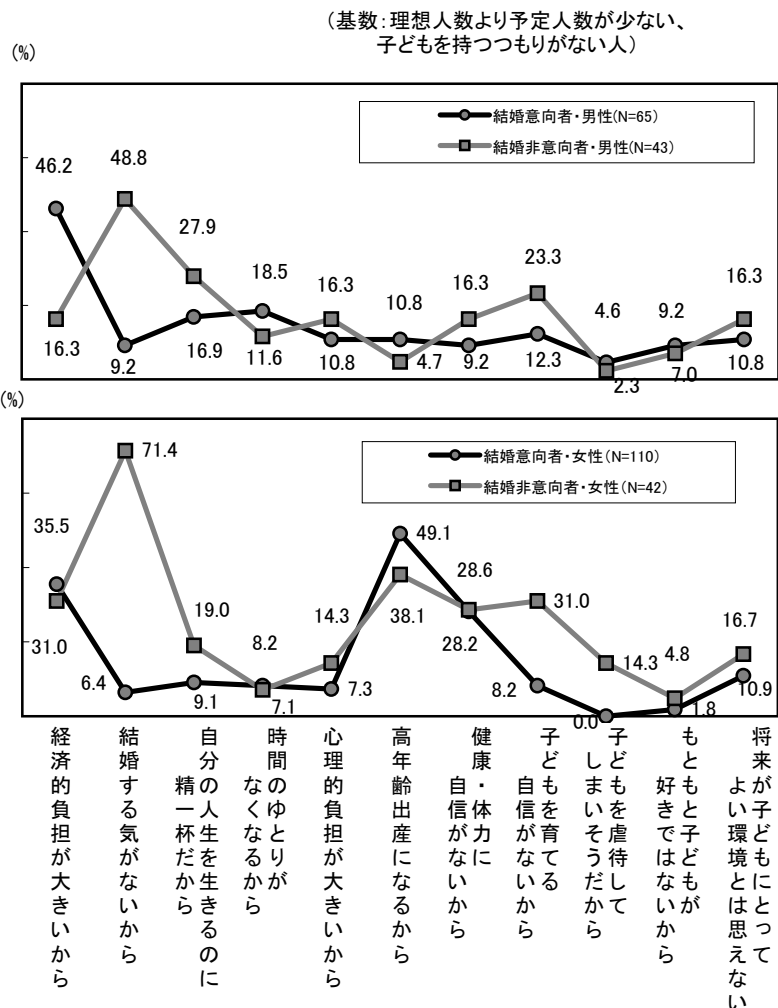 （基数：理想人数より予定人数が少ない、
子どもを持つつもりがない人）
(%)
結婚意向者・男性(N=65)
結婚非意向者・男性(N=43)
46.2
48.8
27.9
18.5
16.3
10.8
16.3
23.3
4.6
9.2
16.3
16.3
9.2
16.9
11.6
10.8
4.7
9.2
12.3
2.3
7.0
10.8
(%)
結婚意向者・女性(N=110)
結婚非意向者・女性(N=42)
35.5
71.4
19.0
8.2
14.3
49.1
28.6
31.0
14.3
4.8
16.7
31.0
6.4
9.1
7.1
7.3
38.1
28.2
8.2
0.0
1.8
10.9
経済的負担が大きいから
結婚する気がないから
自分の人生を生きるのに
精一杯だから
時間のゆとりが
なくなるから
心理的負担が大きいから
高年齢出産になるから
健康・体力に
自信がないから
子どもを育てる
自信がないから
子どもを虐待して
しまいそうだから
もともと子どもが
好きではないから
将来が子どもにとって
よい環境とは思えない